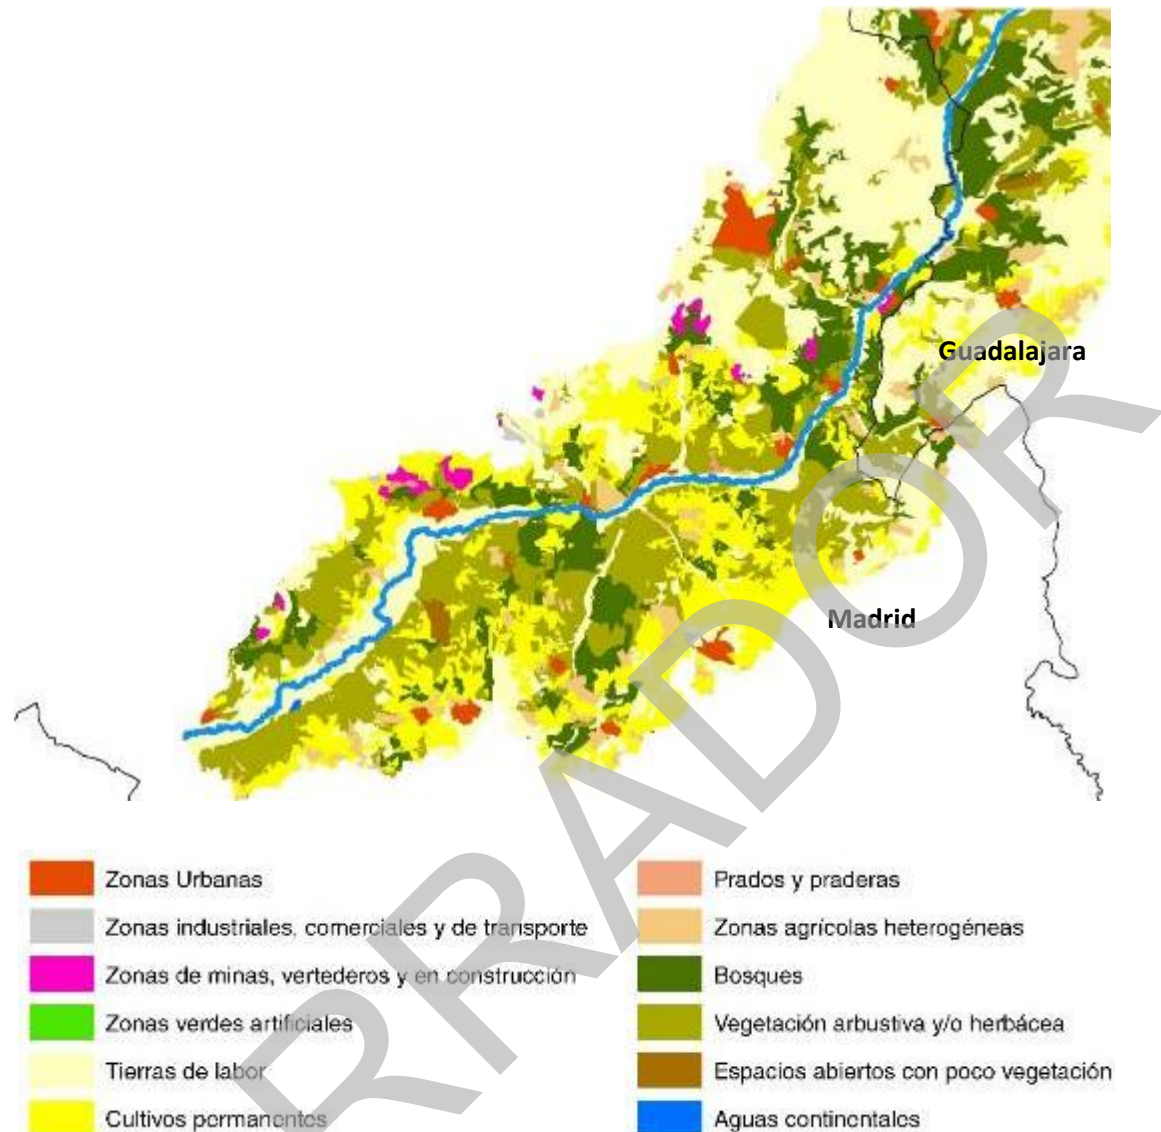 Guadalajara
Madrid
Zonas Urbanas
Zonas industriales, comerciales y de transporte
Zonas de minas, vertederos y en construcción
Zonas verdes artificiales
Tierras de labor
Cultivos permanentes
Prados y praderas
Zonas agrícolas heterogéneas
Bosques
Vegetación arbustiva y/o herbácea
Espacios abiertos con poco vegetación
Aguas continentales
RRADOR